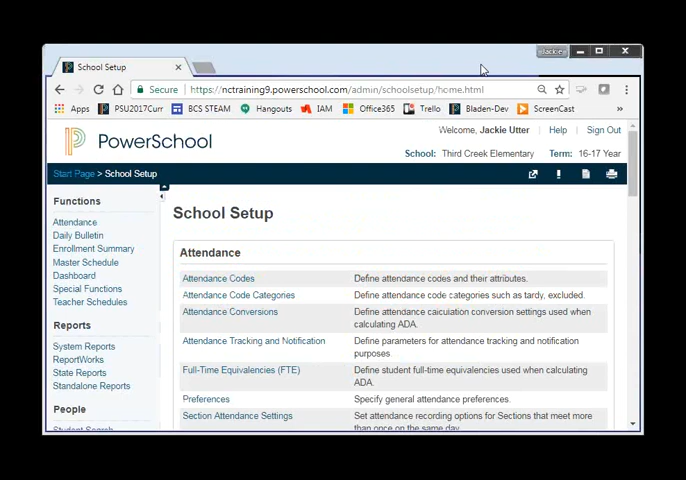 Jackie
School Setup
Secure https://nctraining9.powerschool.com/admin/schoolsetup/home.html
Apps PSU2017Curr BCS STEAM Hangouts IAM Office365 Trello Bladen-Dev ScreenCast »
PowerSchool
Welcome, Jackie Utter Help Sign Out
School: Third Creek Elementary Term: 16-17 Year
Start Page > School Setup
Functions
Attendance
Daily Bulletin
Enrollment Summary
Master Schedule
Dashboard
Special Functions
Teacher Schedules
Reports
System Reports
ReportWorks
State Reports
Standalone Reports
People
Student Search
School Setup
Attendance
Attendance Codes Define attendance codes and their attributes.
Attendance Code Categories Define attendance code categories such as tardy, excused.
Attendance Conversions Define attendance calculation conversion settings used when
calculating ADA.
Attendance Tracking and Notification Define parameters for attendance tracking and notification
purposes.
Full-Time Equivalencies (FTE) Define student full-time equivalencies used when calculating
ADA.
Preferences Specify general attendance preferences.
Section Attendance Settings Set attendance recording options for Sections that meet more
than once on the same day.